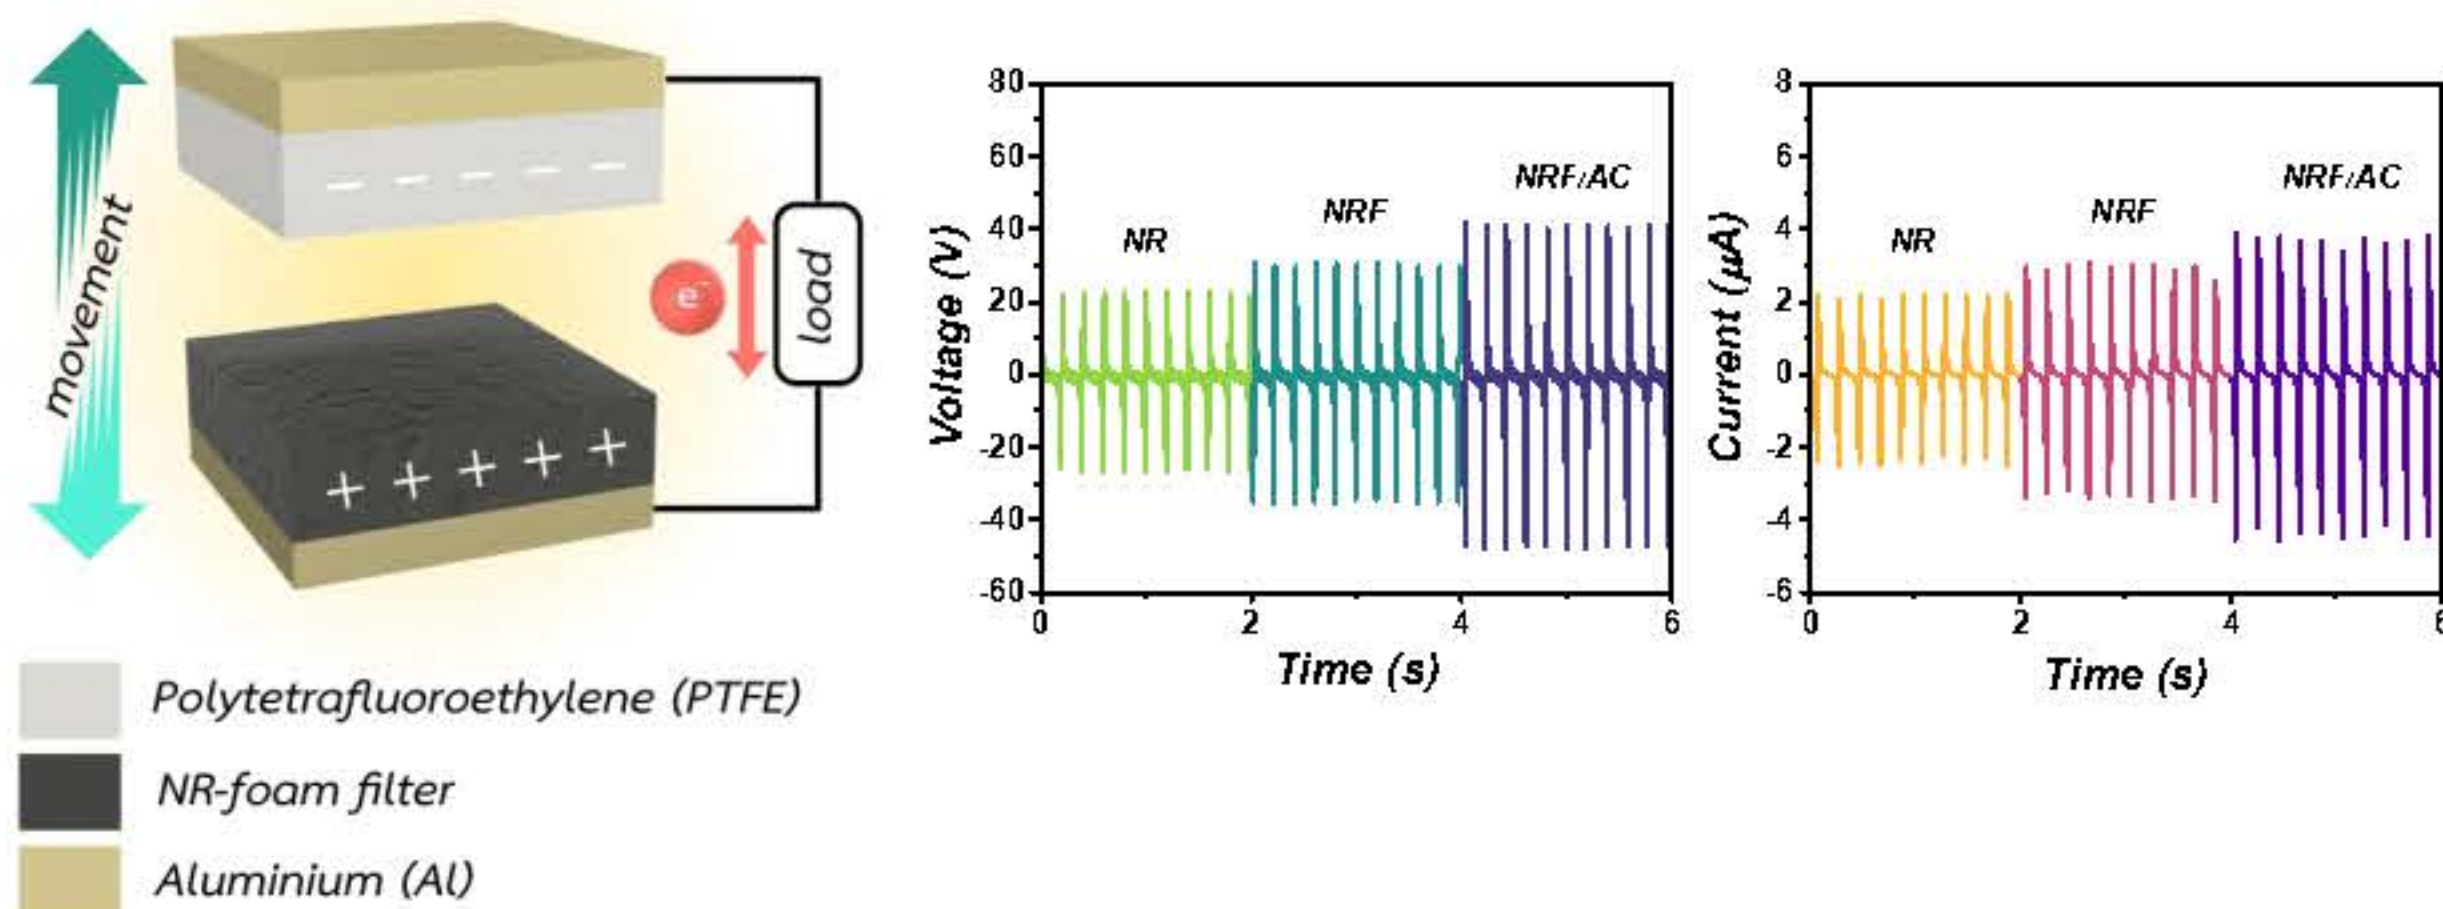 movement
− − − − −
+ + + + +
e⁻
load
Polytetrafluoroethylene (PTFE)
NR-foam filter
Aluminium (Al)
Voltage (V)
80
60
40
20
0
-20
-40
-60
NR
NRF
NRF/AC
0 2 4 6
Time (s)
Current (μA)
8
6
4
2
0
-2
-4
-6
NR
NRF
NRF/AC
0 2 4 6
Time (s)